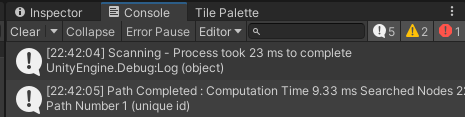 Inspector Console Tile Palette
Clear Collapse Error Pause Editor 5 2 1
[22:42:04] Scanning - Process took 23 ms to complete
UnityEngine.Debug:Log (object)
[22:42:05] Path Completed : Computation Time 9.33 ms Searched Nodes 22
Path Number 1 (unique id)